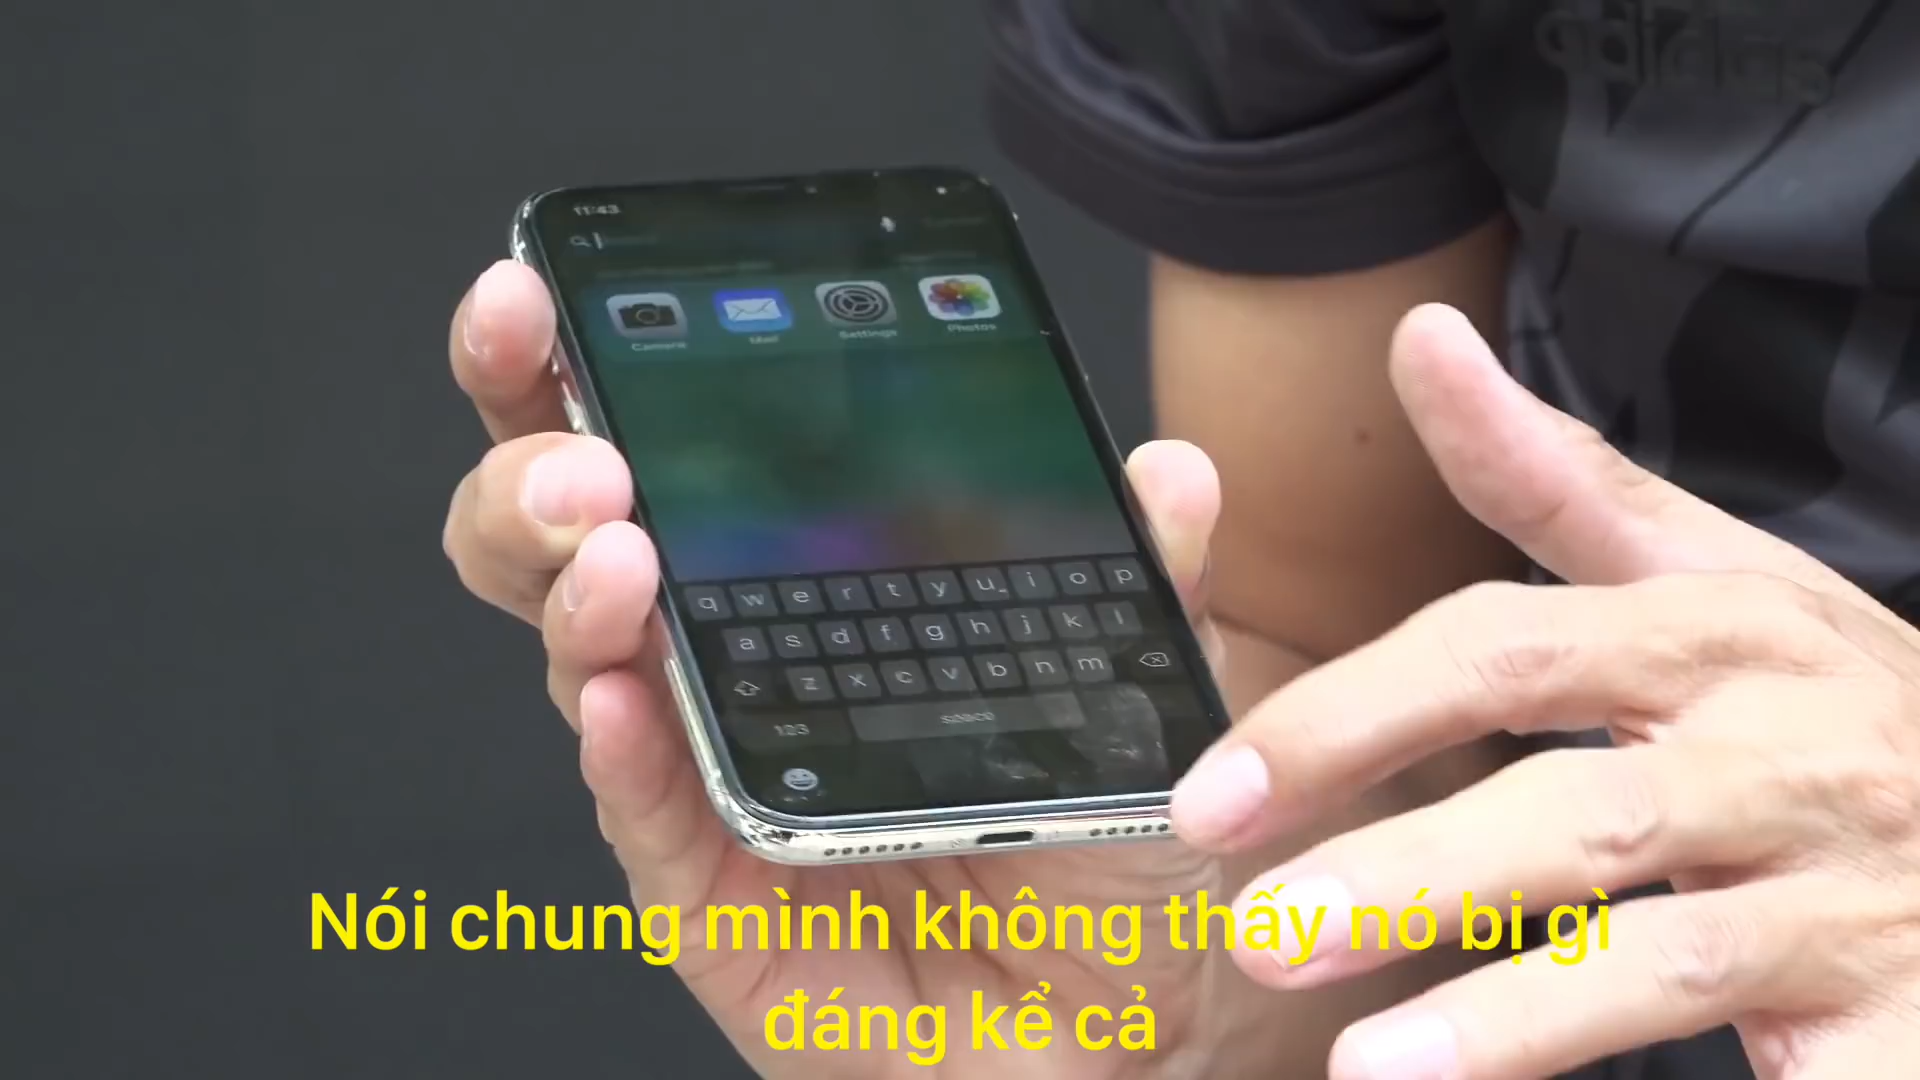 adidas
11:43
Camera
Mail
Settings
Photos
q w e r t y u i o p
a s d f g h j k l
z x c v b n m
123
space
Nói chung mình không thấy nó bị gì
đáng kể cả